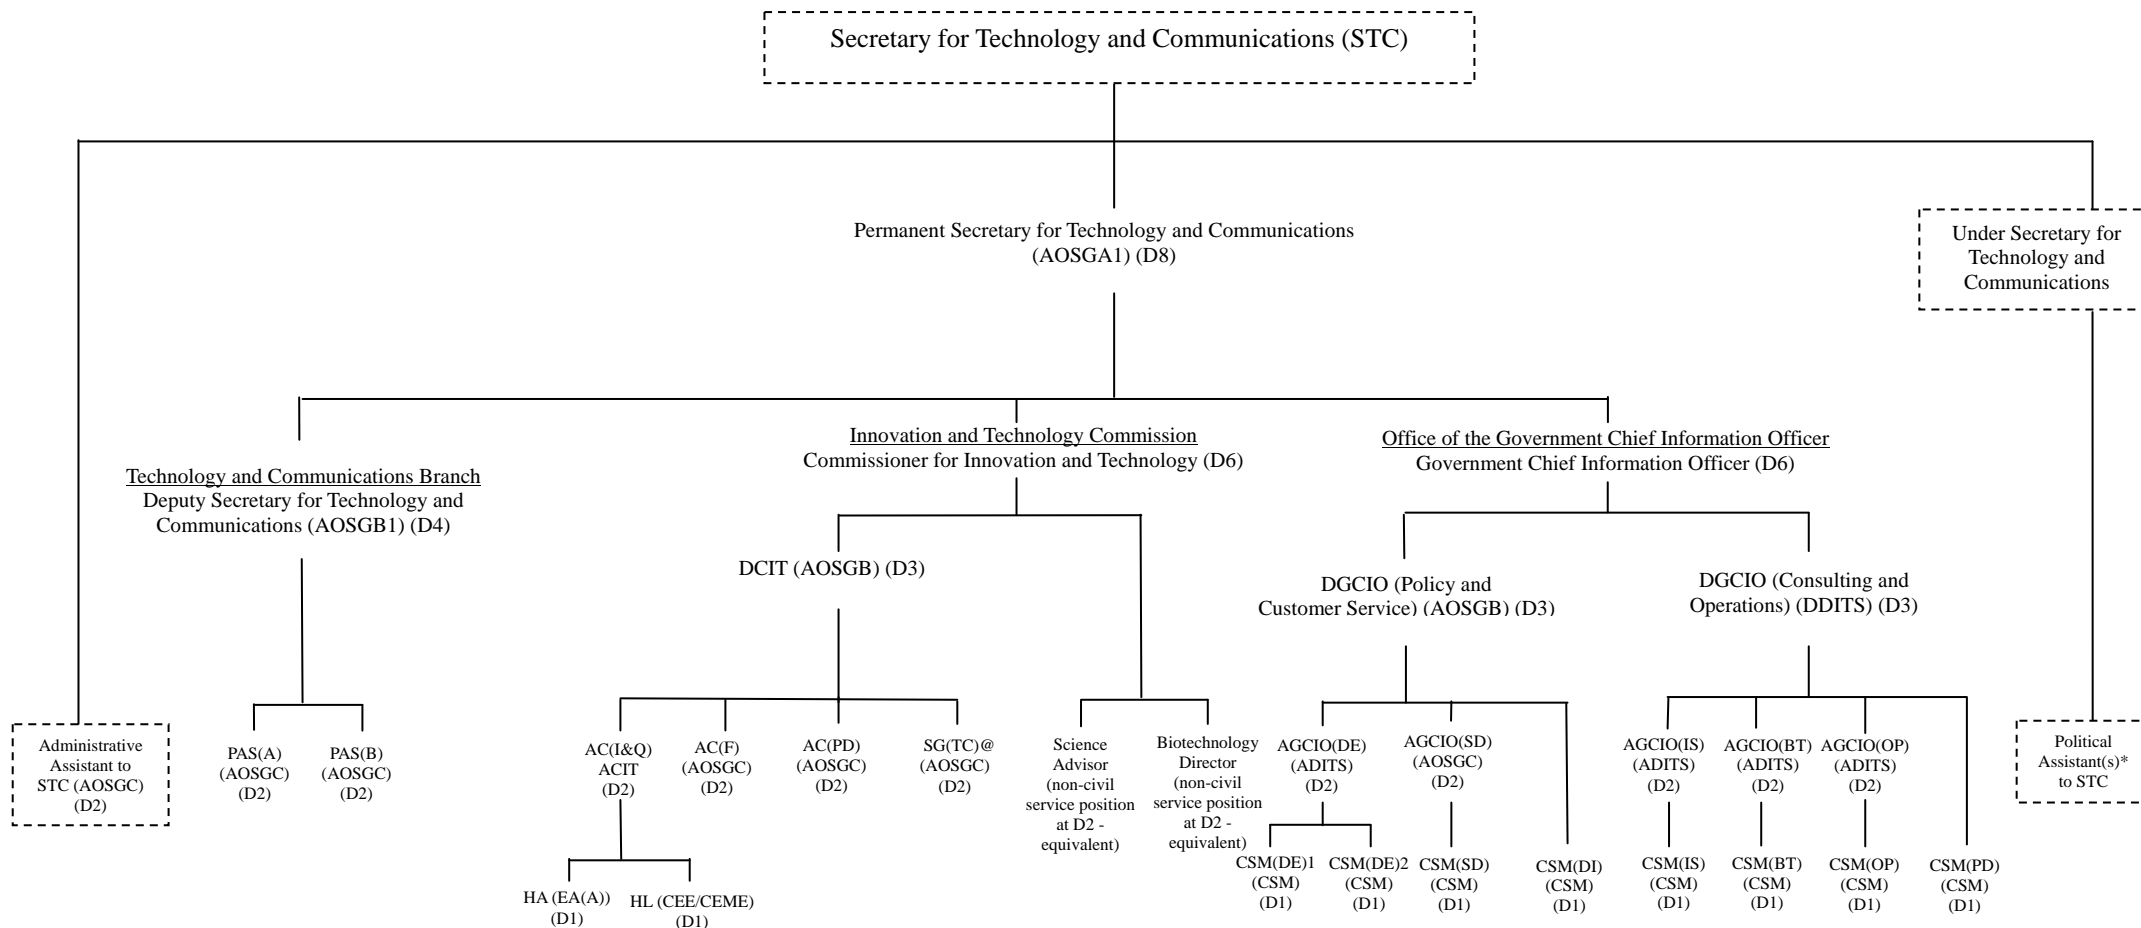 Secretary for Technology and Communications (STC)
Permanent Secretary for Technology and Communications
(AOSGA1) (D8)
Under Secretary for
Technology and
Communications
Technology and Communications Branch
Deputy Secretary for Technology and
Communications (AOSGB1) (D4)
Innovation and Technology Commission
Commissioner for Innovation and Technology (D6)
Office of the Government Chief Information Officer
Government Chief Information Officer (D6)
DCIT (AOSGB) (D3)
DGCIO (Policy and
Customer Service) (AOSGB) (D3)
DGCIO (Consulting and
Operations) (DDITS) (D3)
Administrative
Assistant to
STC (AOSGC)
(D2)
PAS(A)
(AOSGC)
(D2)
PAS(B)
(AOSGC)
(D2)
AC(I&Q)
ACIT
(D2)
AC(F)
(AOSGC)
(D2)
AC(PD)
(AOSGC)
(D2)
SG(TC)@
(AOSGC)
(D2)
Science
Advisor
(non-civil
service position
at D2 -
equivalent)
Biotechnology
Director
(non-civil
service position
at D2 -
equivalent)
AGCIO(DE)
(ADITS)
(D2)
AGCIO(SD)
(AOSGC)
(D2)
AGCIO(IS)
(ADITS)
(D2)
AGCIO(BT)
(ADITS)
(D2)
AGCIO(OP)
(ADITS)
(D2)
Political
Assistant(s)*
to STC
HA (EA(A))
(D1)
HL (CEE/CEME)
(D1)
CSM(DE)1
(CSM)
(D1)
CSM(DE)2
(CSM)
(D1)
CSM(SD)
(CSM)
(D1)
CSM(DI)
(CSM)
(D1)
CSM(IS)
(CSM)
(D1)
CSM(BT)
(CSM)
(D1)
CSM(OP)
(CSM)
(D1)
CSM(PD)
(CSM)
(D1)